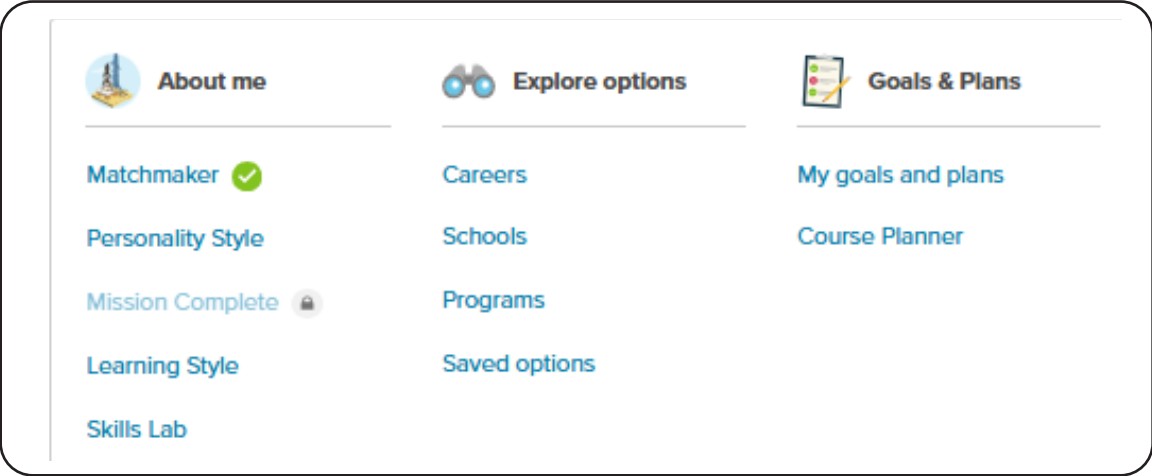 About me
Matchmaker
Personality Style
Mission Complete
Learning Style
Skills Lab
Explore options
Careers
Schools
Programs
Saved options
Goals & Plans
My goals and plans
Course Planner